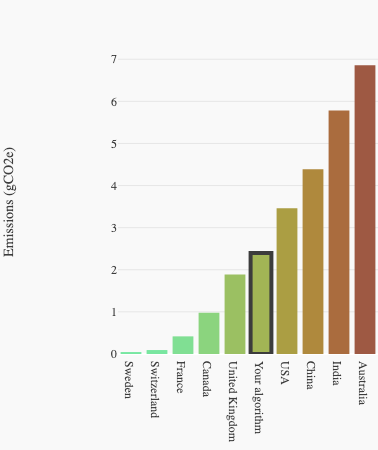 Emissions (gCO2e)
7
6
5
4
3
2
1
0
Sweden
Switzerland
France
Canada
United Kingdom
Your algorithm
USA
China
India
Australia